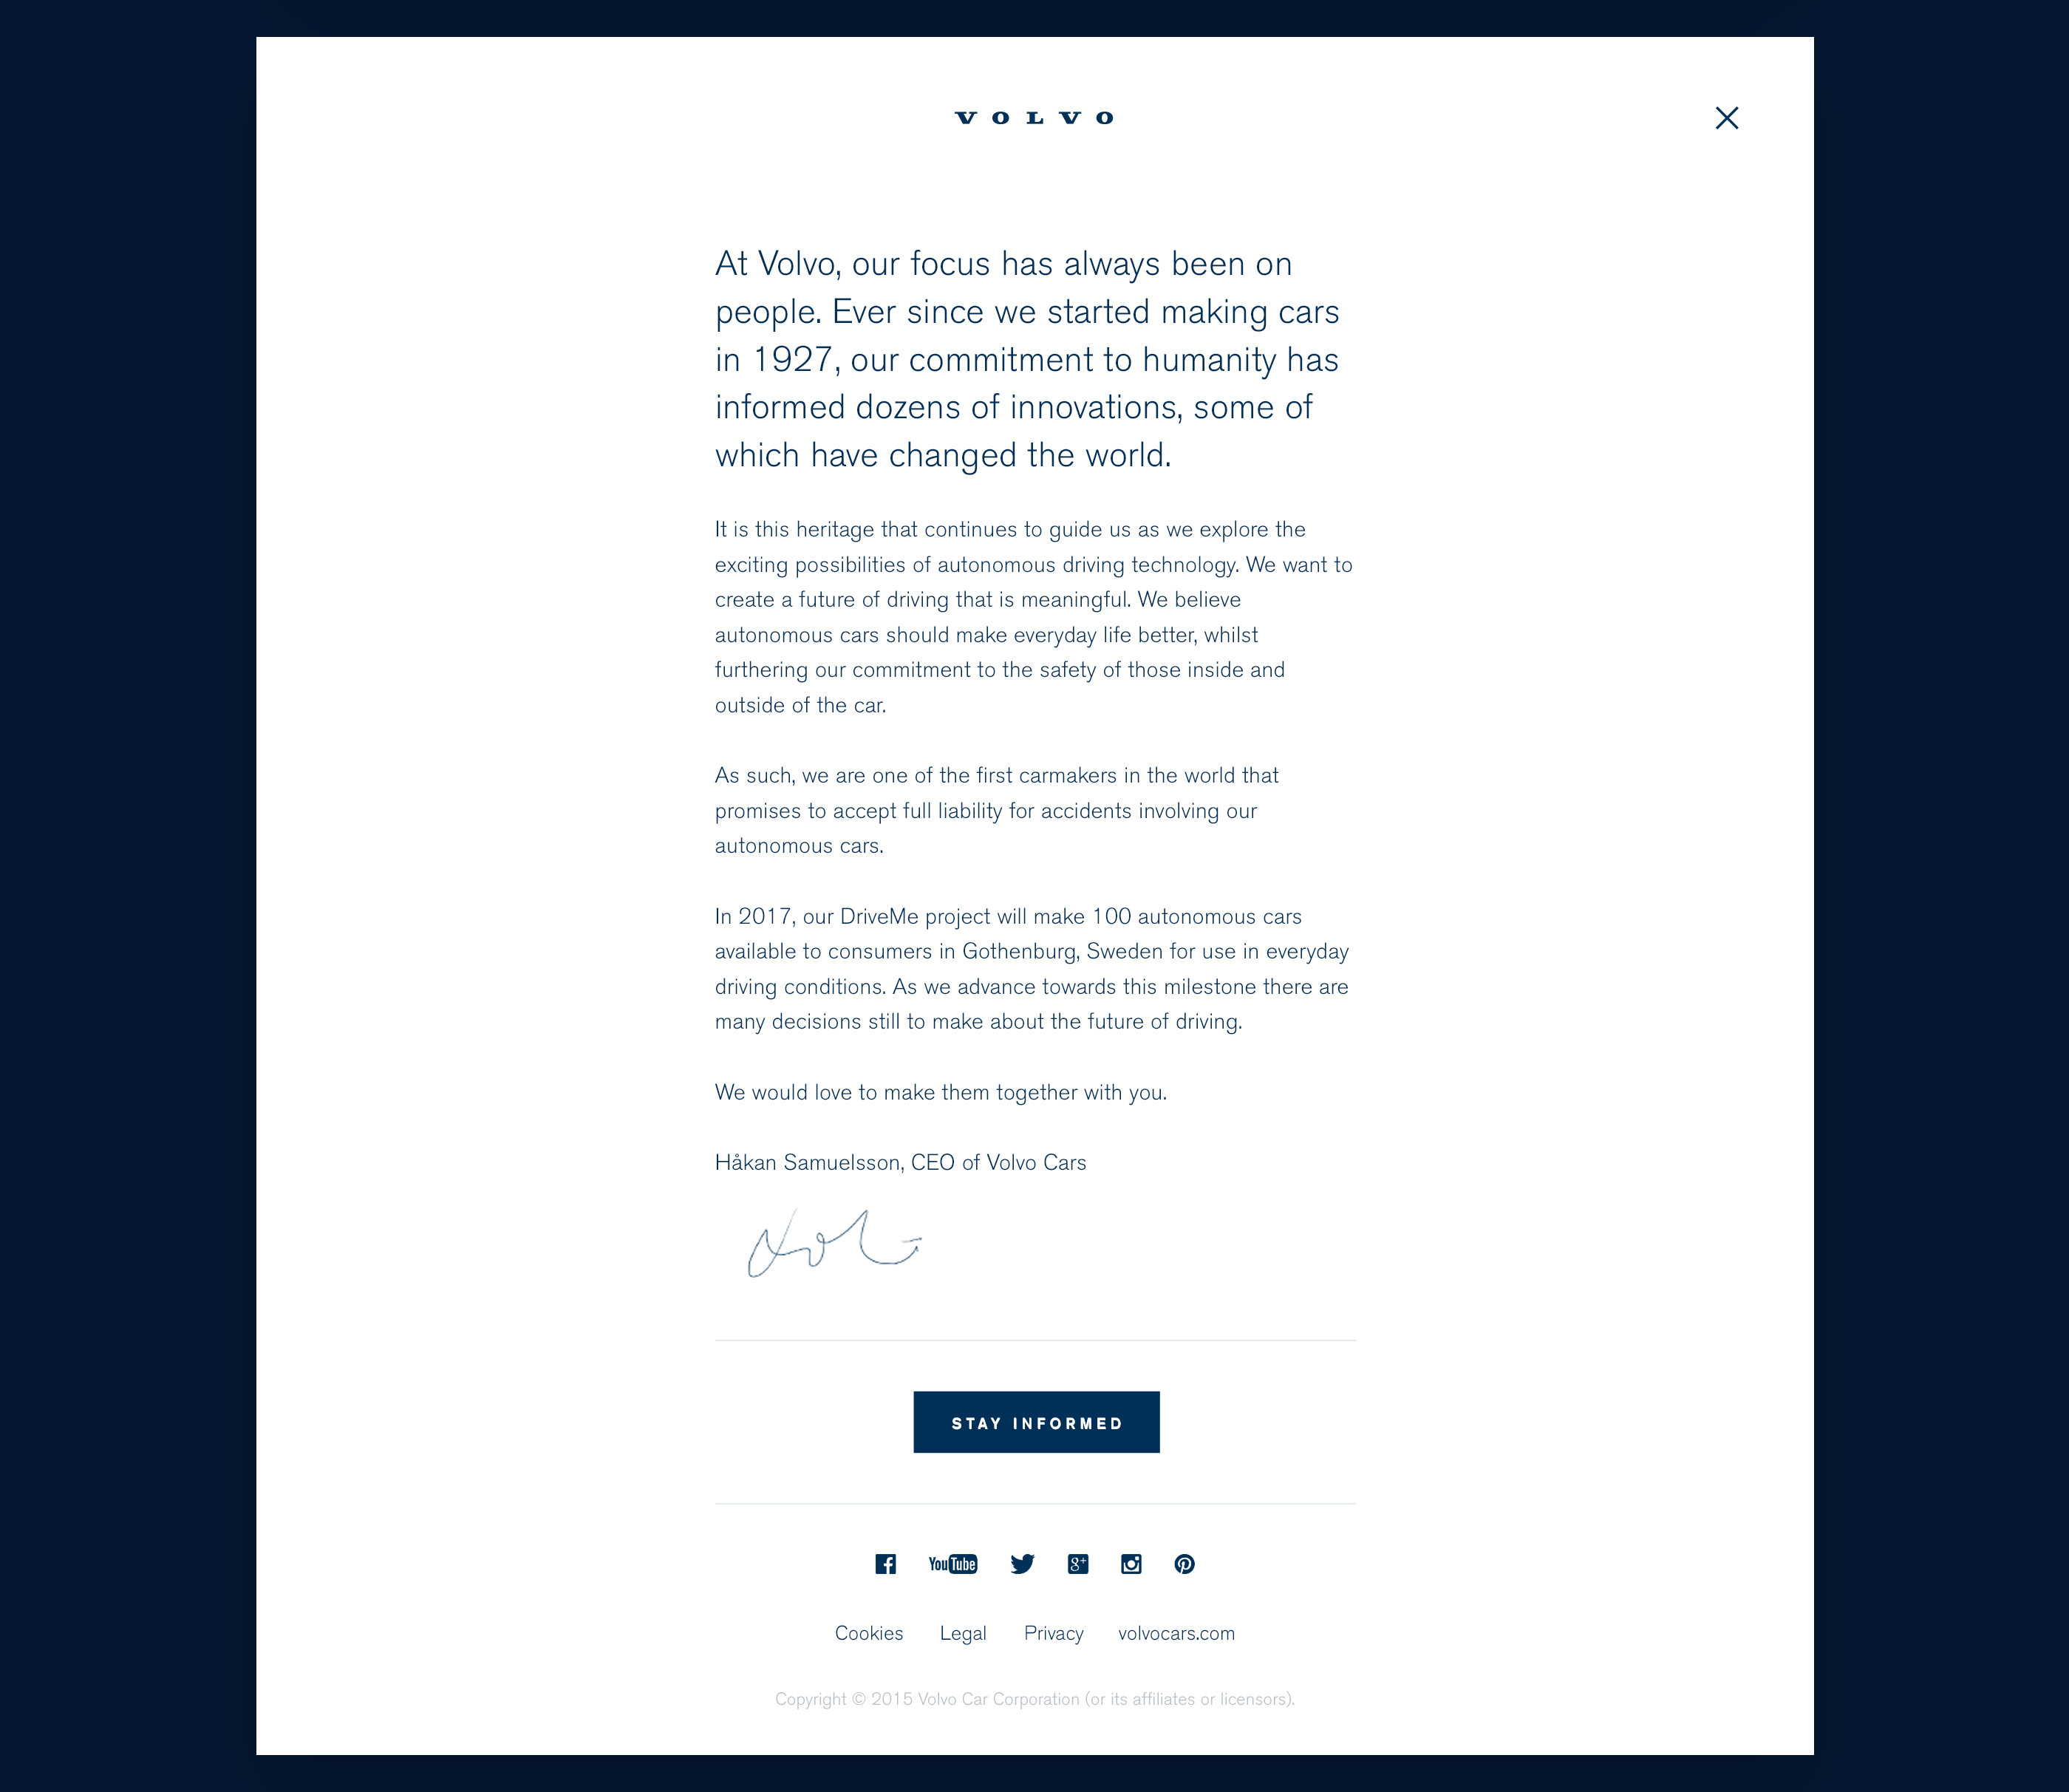 VOLVO
At Volvo, our focus has always been on
people. Ever since we started making cars
in 1927, our commitment to humanity has
informed dozens of innovations, some of
which have changed the world.
It is this heritage that continues to guide us as we explore the
exciting possibilities of autonomous driving technology. We want to
create a future of driving that is meaningful. We believe
autonomous cars should make everyday life better, whilst
furthering our commitment to the safety of those inside and
outside of the car.
As such, we are one of the first carmakers in the world that
promises to accept full liability for accidents involving our
autonomous cars.
In 2017, our DriveMe project will make 100 autonomous cars
available to consumers in Gothenburg, Sweden for use in everyday
driving conditions. As we advance towards this milestone there are
many decisions still to make about the future of driving.
We would love to make them together with you.
Håkan Samuelsson, CEO of Volvo Cars
STAY INFORMED
YouTube g+
Cookies Legal Privacy volvocars.com
Copyright © 2015 Volvo Car Corporation (or its affiliates or licensors).